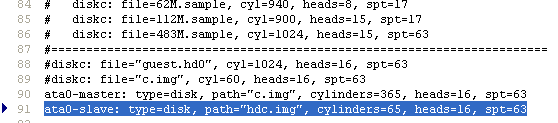 84 #   diskc: file=62M.sample, cyl=940, heads=8, spt=17
85 #   diskc: file=112M.sample, cyl=900, heads=15, spt=17
86 #   diskc: file=483M.sample, cyl=1024, heads=15, spt=63
87 #=======================================================================
88 #diskc: file="guest.hd0", cyl=1024, heads=16, spt=63
89 #diskc: file="c.img", cyl=60, heads=16, spt=63
90 ata0-master: type=disk, path="c.img", cylinders=365, heads=16, spt=63
91 ata0-slave: type=disk, path="hdc.img", cylinders=65, heads=16, spt=63
92